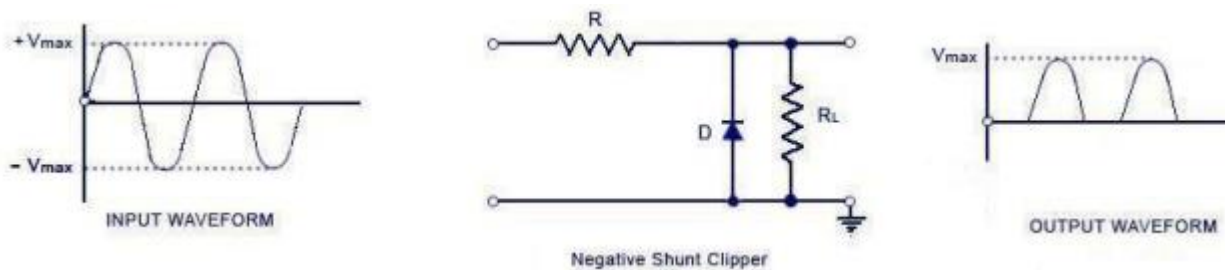 + Vmax
- Vmax
INPUT WAVEFORM
R
D
RL
Negative Shunt Clipper
Vmax
OUTPUT WAVEFORM